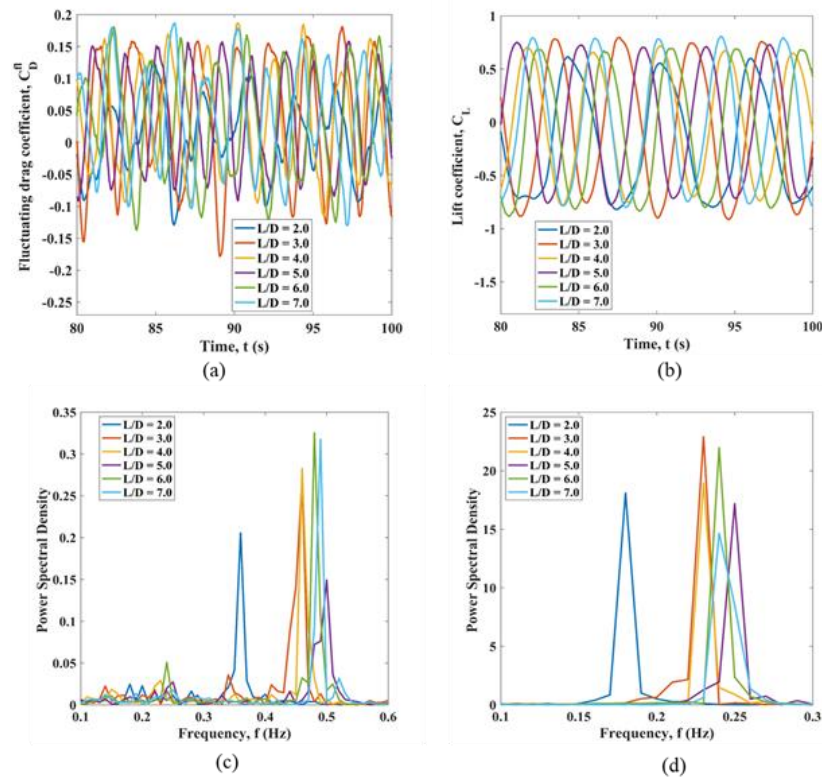 Fluctuating drag coefficient, C_D^fl
0.2
0.15
0.1
0.05
0
-0.05
-0.1
-0.15
-0.2
-0.25
L/D = 2.0
L/D = 3.0
L/D = 4.0
L/D = 5.0
L/D = 6.0
L/D = 7.0
80 85 90 95 100
Time, t (s)
(a)
Lift coefficient, C_L
1
0.5
0
-0.5
-1
-1.5
L/D = 2.0
L/D = 3.0
L/D = 4.0
L/D = 5.0
L/D = 6.0
L/D = 7.0
80 85 90 95 100
Time, t (s)
(b)
Power Spectral Density
0.35
0.3
0.25
0.2
0.15
0.1
0.05
0
L/D = 2.0
L/D = 3.0
L/D = 4.0
L/D = 5.0
L/D = 6.0
L/D = 7.0
0.1 0.2 0.3 0.4 0.5 0.6
Frequency, f (Hz)
(c)
Power Spectral Density
25
20
15
10
5
0
L/D = 2.0
L/D = 3.0
L/D = 4.0
L/D = 5.0
L/D = 6.0
L/D = 7.0
0.1 0.15 0.2 0.25 0.3
Frequency, f (Hz)
(d)